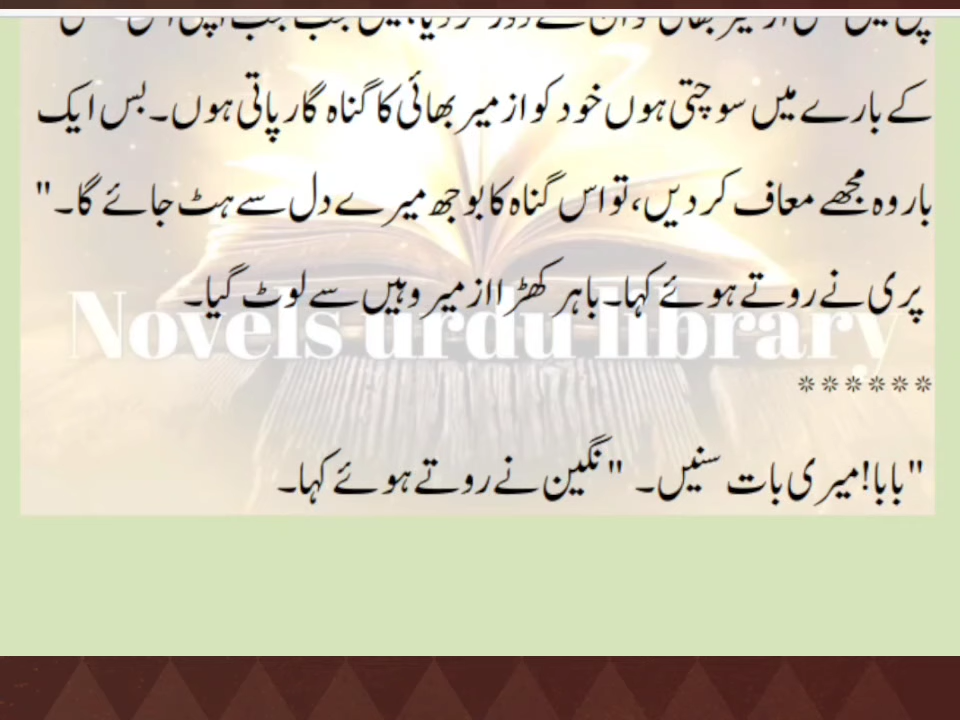 کے بارے میں سوچتی ہوں خود کو ازمیر بھائی کا گناہ گار پاتی ہوں۔ بس ایک
بار وہ مجھے معاف کر دیں، تو اس گناہ کا بوجھ میرے دل سے ہٹ جائے گا۔"
پری نے روتے ہوئے کہا۔ باہر کھڑا ازمیر وہیں سے لوٹ گیا۔
Novels urdu library
******
"بابا! میری بات سنیں۔ " نگین نے روتے ہوئے کہا۔